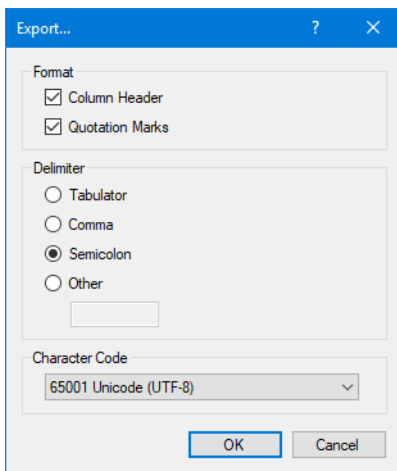 Export...
?
Format
Column Header
Quotation Marks
Delimiter
Tabulator
Comma
Semicolon
Other
Character Code
65001 Unicode (UTF-8)
OK
Cancel